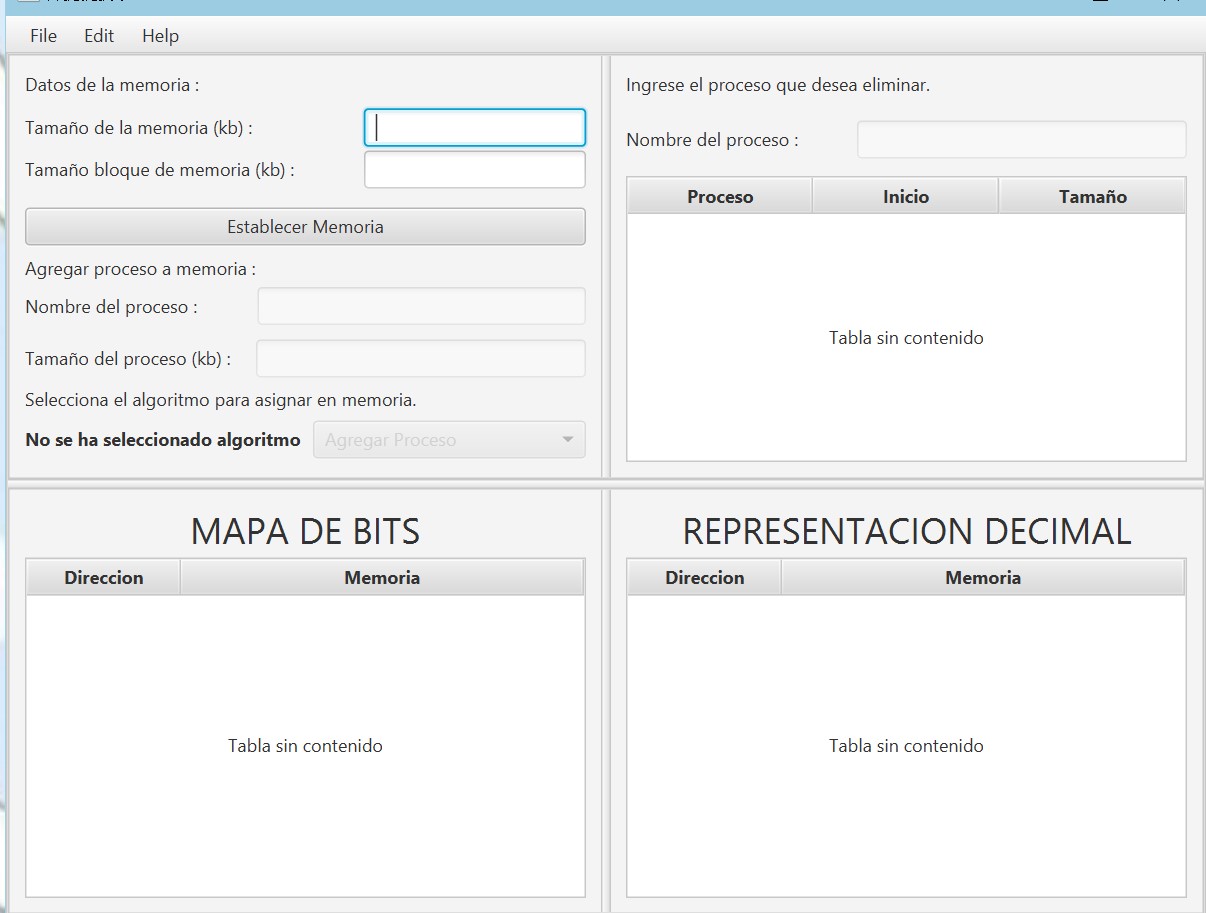 File Edit Help
Datos de la memoria :
Tamaño de la memoria (kb) :
Tamaño bloque de memoria (kb) :
Establecer Memoria
Agregar proceso a memoria :
Nombre del proceso :
Tamaño del proceso (kb) :
Selecciona el algoritmo para asignar en memoria.
No se ha seleccionado algoritmo Agregar Proceso
Ingrese el proceso que desea eliminar.
Nombre del proceso :
Proceso Inicio Tamaño
Tabla sin contenido
MAPA DE BITS
Direccion Memoria
Tabla sin contenido
REPRESENTACION DECIMAL
Direccion Memoria
Tabla sin contenido